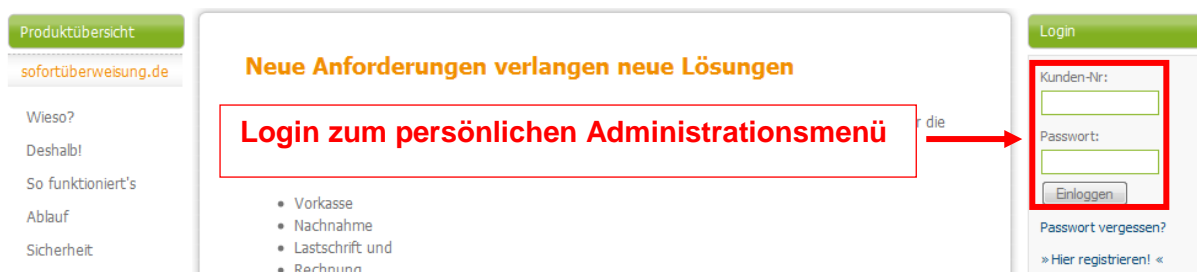 Produktübersicht
sofortüberweisung.de
Wieso?
Deshalb!
So funktioniert's
Ablauf
Sicherheit
Neue Anforderungen verlangen neue Lösungen
r die
Login zum persönlichen Administrationsmenü
• Vorkasse
• Nachnahme
• Lastschrift und
• Rechnung
Login
Kunden-Nr:
Passwort:
Einloggen
Passwort vergessen?
» Hier registrieren! «